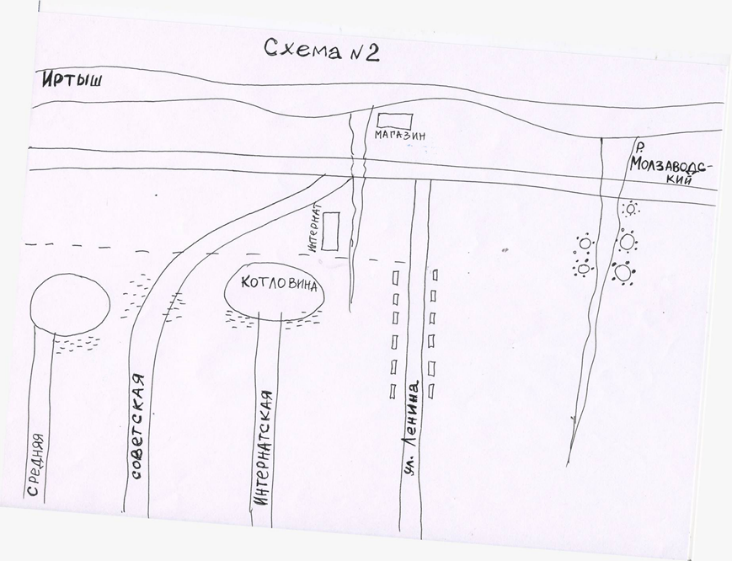 Схема №2
Иртыш
МАГАЗИН
Р.
Молзаводс-
кий
ИНТЕРНАТ
КОТЛОВИНА
СРЕДНЯЯ
СОВЕТСКАЯ
ИНТЕРНАТСКАЯ
ул. Ленина